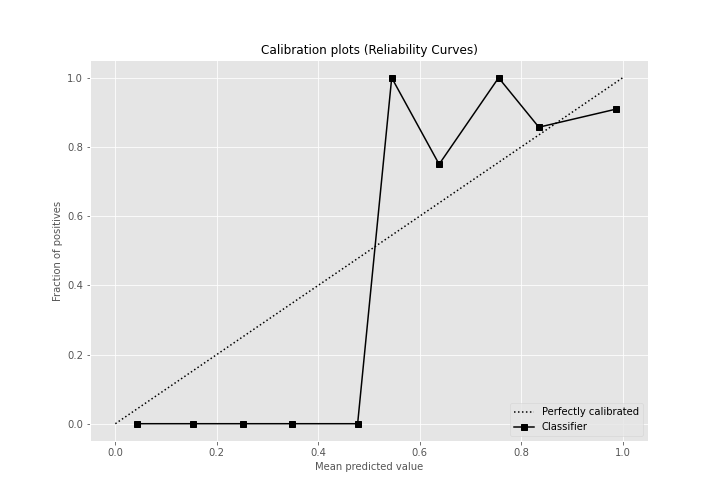 Calibration plots (Reliability Curves)
1.0
0.8
0.6
0.4
0.2
0.0
Fraction of positives
0.0 0.2 0.4 0.6 0.8 1.0
Mean predicted value
Perfectly calibrated
Classifier